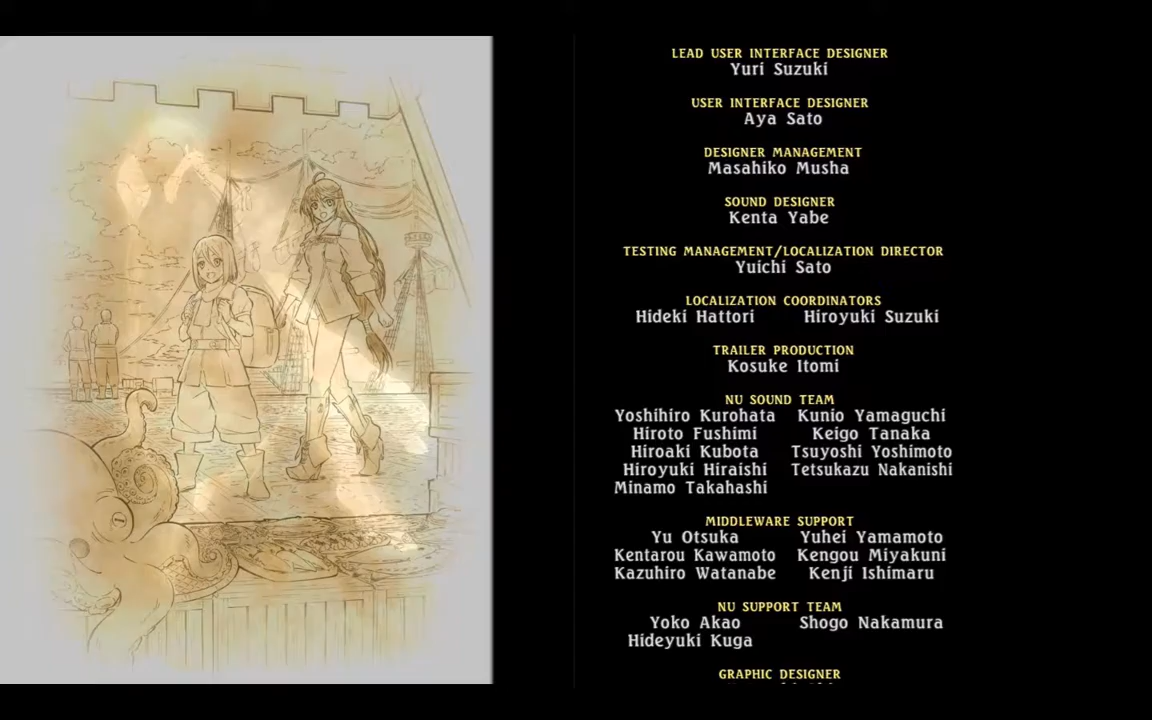 LEAD USER INTERFACE DESIGNER
Yuri Suzuki
USER INTERFACE DESIGNER
Aya Sato
DESIGNER MANAGEMENT
Masahiko Musha
SOUND DESIGNER
Kenta Yabe
TESTING MANAGEMENT/LOCALIZATION DIRECTOR
Yuichi Sato
LOCALIZATION COORDINATORS
Hideki Hattori Hiroyuki Suzuki
TRAILER PRODUCTION
Kosuke Itomi
NU SOUND TEAM
Yoshihiro Kurohata Kunio Yamaguchi
Hiroto Fushimi Keigo Tanaka
Hiroaki Kubota Tsuyoshi Yoshimoto
Hiroyuki Hiraishi Tetsukazu Nakanishi
Minamo Takahashi
MIDDLEWARE SUPPORT
Yu Otsuka Yuhei Yamamoto
Kentarou Kawamoto Kengou Miyakuni
Kazuhiro Watanabe Kenji Ishimaru
NU SUPPORT TEAM
Yoko Akao Shogo Nakamura
Hideyuki Kuga
GRAPHIC DESIGNER